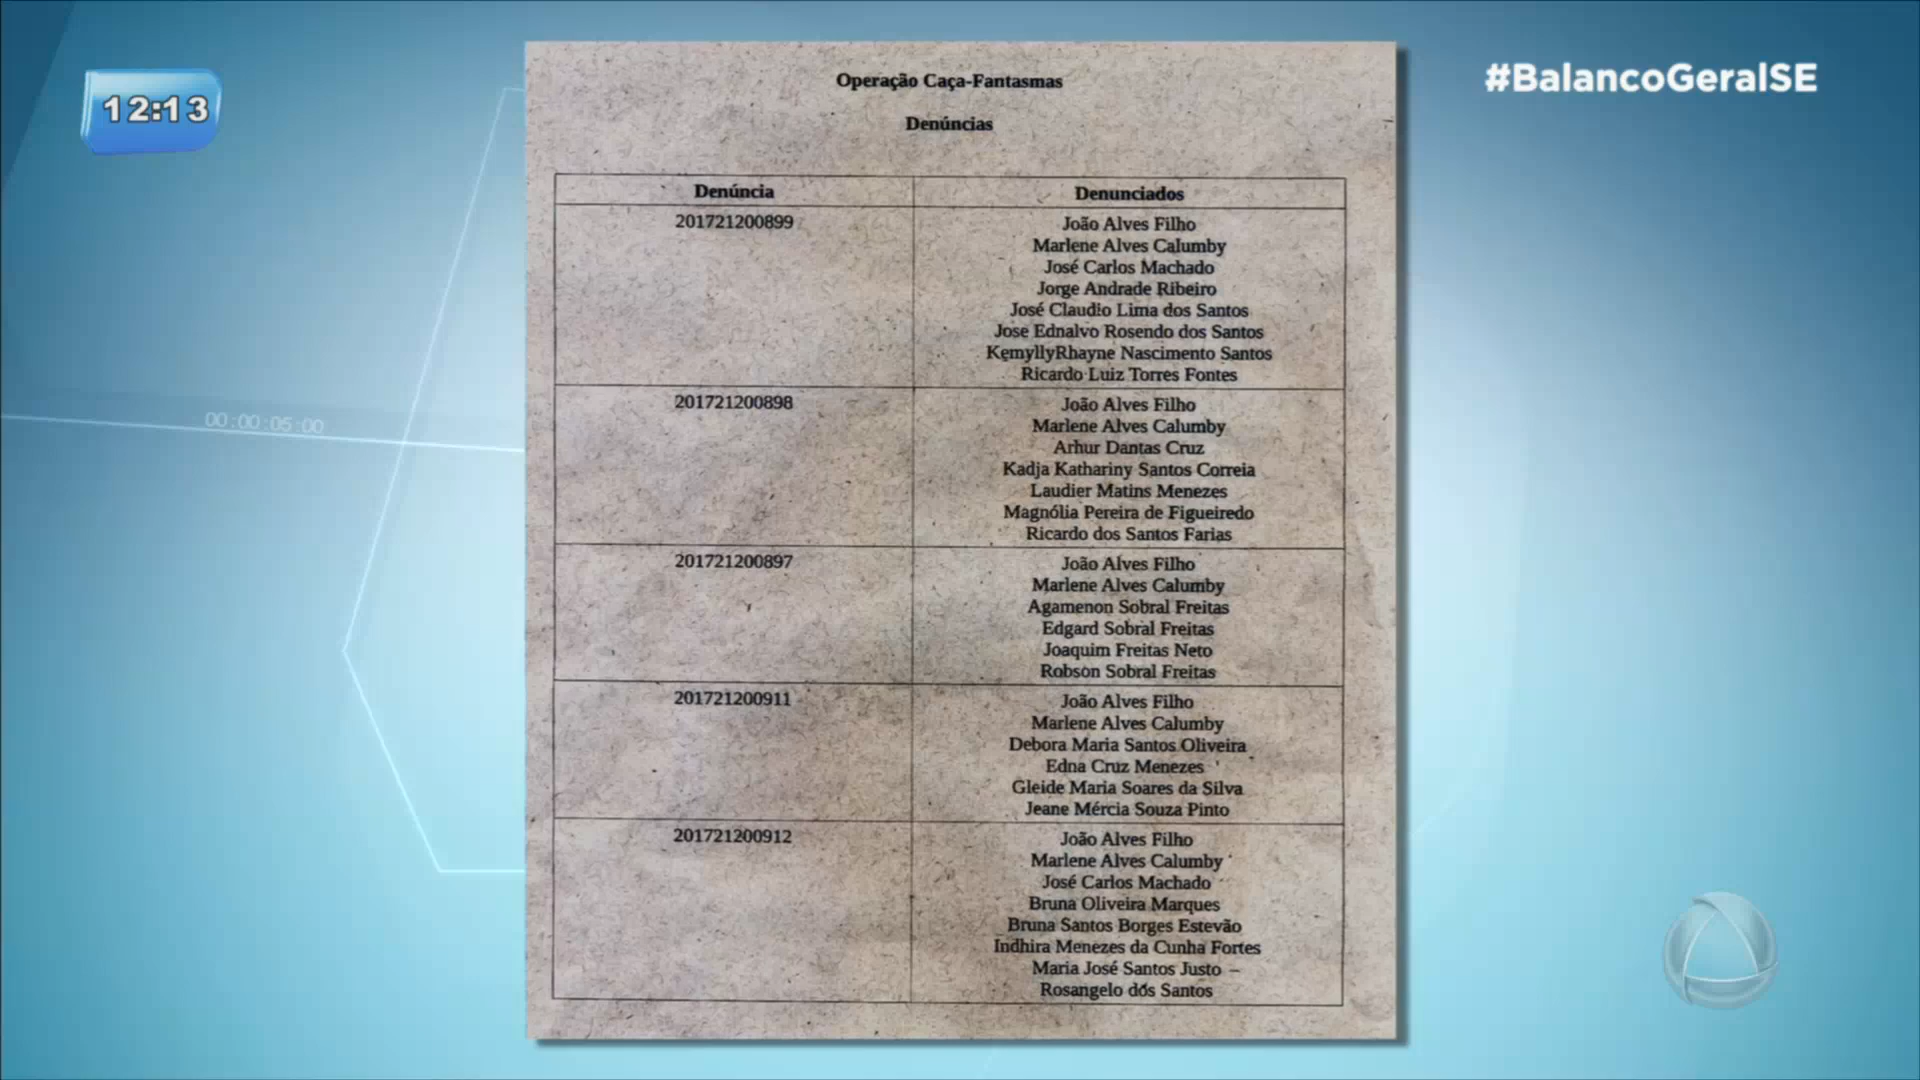 12:13
#BalancoGeralSE
00:00:05:00
Operação Caça-Fantasmas
Denúncias
Denúncia
Denunciados
201721200899
João Alves Filho
Marlene Alves Calumby
José Carlos Machado
Jorge Andrade Ribeiro
José Claudio Lima dos Santos
Jose Ednalvo Rosendo dos Santos
KemyllyRhayne Nascimento Santos
Ricardo Luiz Torres Fontes
201721200898
João Alves Filho
Marlene Alves Calumby
Arhur Dantas Cruz
Kadja Kathariny Santos Correia
Laudier Matins Menezes
Magnólia Pereira de Figueiredo
Ricardo dos Santos Farias
201721200897
João Alves Filho
Marlene Alves Calumby
Agamenon Sobral Freitas
Edgard Sobral Freitas
Joaquim Freitas Neto
Robson Sobral Freitas
201721200911
João Alves Filho
Marlene Alves Calumby
Debora Maria Santos Oliveira
Edna Cruz Menezes
Gleide Maria Soares da Silva
Jeane Mércia Souza Pinto
201721200912
João Alves Filho
Marlene Alves Calumby
José Carlos Machado
Bruna Oliveira Marques
Bruna Santos Borges Estevão
Indhira Menezes da Cunha Fortes
Maria José Santos Justo –
Rosangelo dos Santos